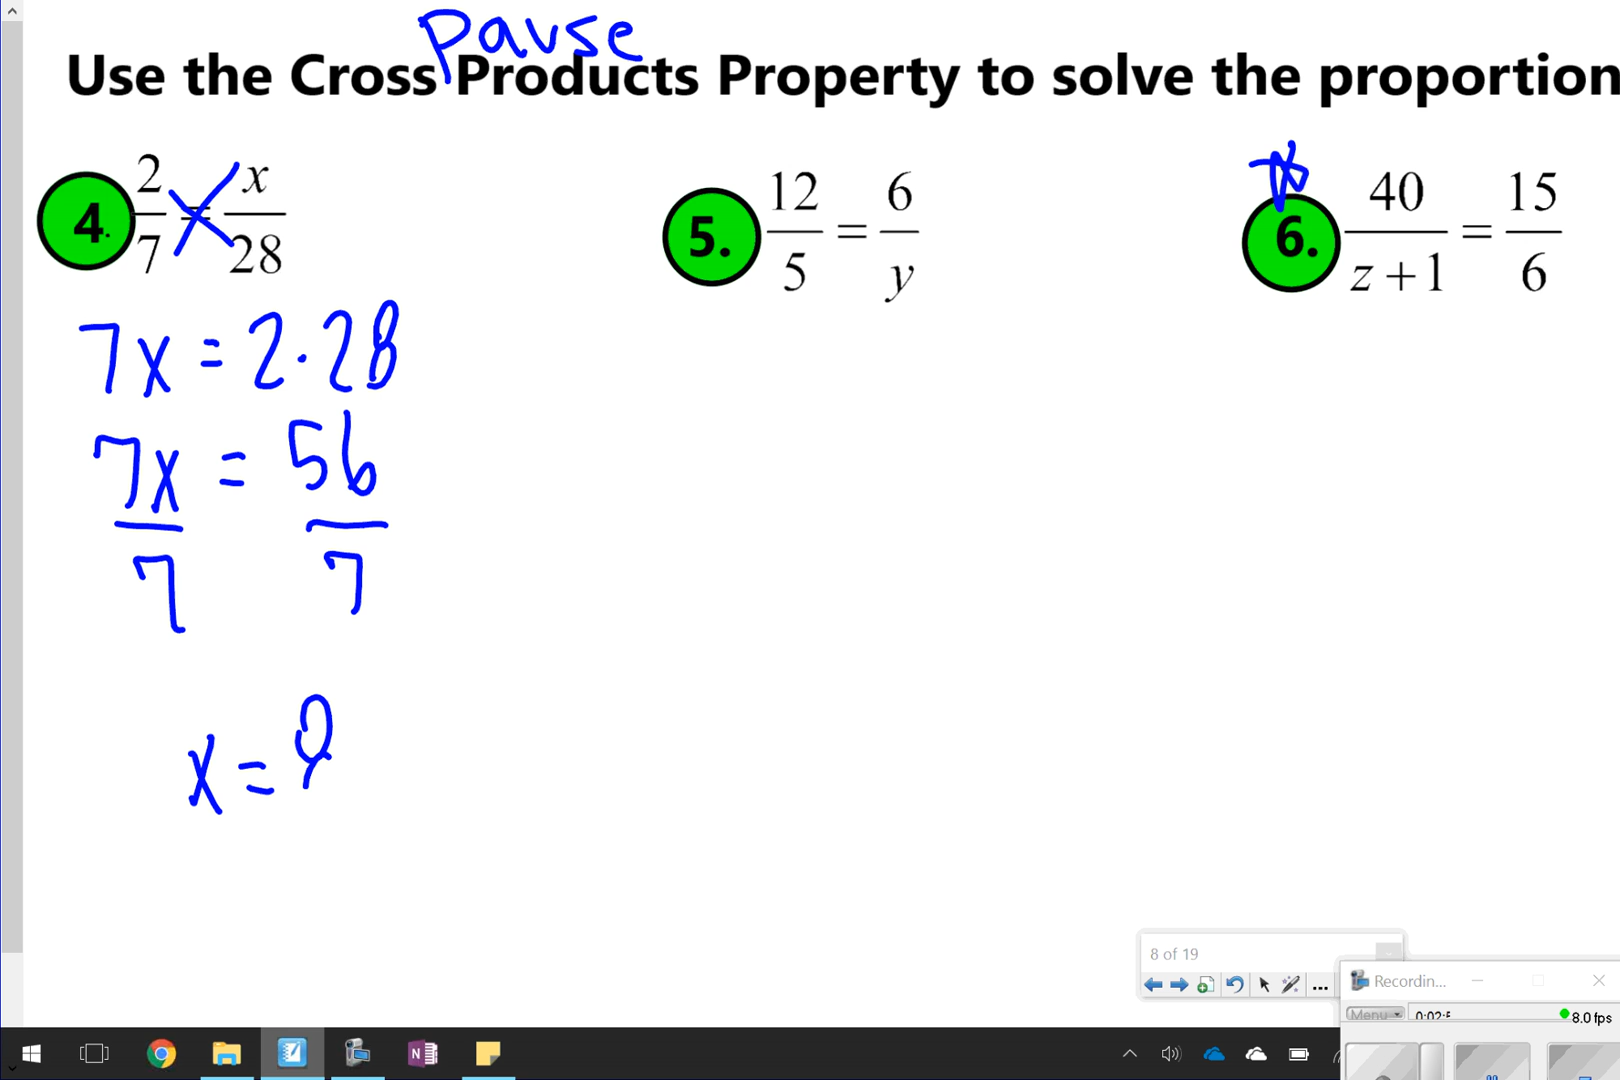 pause
Use the Cross Products Property to solve the proportion
4. 2/7 = x/28
5. 12/5 = 6/y
6. 40/(z+1) = 15/6
7x = 2·28
7x = 56
7 7
x =
8 of 19
Recordin...
Menu
8.0 fps